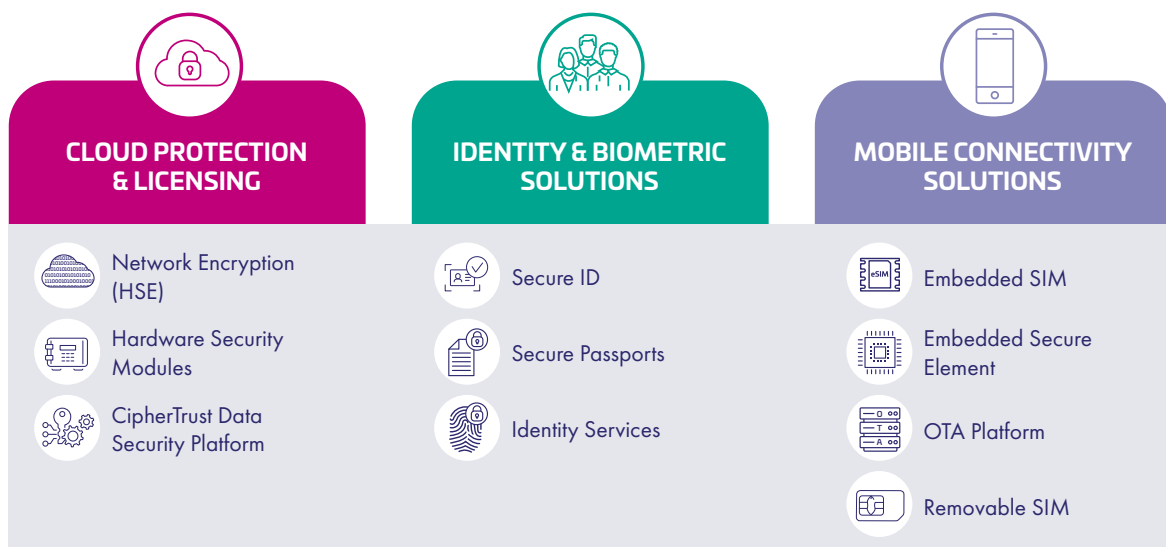 CLOUD PROTECTION
& LICENSING
Network Encryption
(HSE)
Hardware Security
Modules
CipherTrust Data
Security Platform
IDENTITY & BIOMETRIC
SOLUTIONS
Secure ID
Secure Passports
Identity Services
MOBILE CONNECTIVITY
SOLUTIONS
eSIM
Embedded SIM
Embedded Secure
Element
O
T
A
OTA Platform
Removable SIM